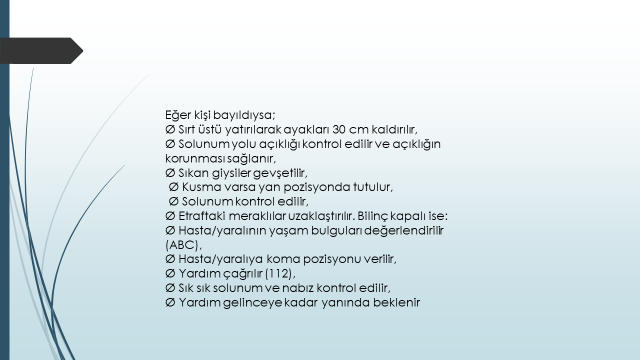 Eğer kişi bayıldıysa;
Ø Sırt üstü yatırılarak ayakları 30 cm kaldırılır,
Ø Solunum yolu açıklığı kontrol edilir ve açıklığın
korunması sağlanır,
Ø Sıkan giysiler gevşetilir,
Ø Kusma varsa yan pozisyonda tutulur,
Ø Solunum kontrol edilir,
Ø Etraftaki meraklılar uzaklaştırılır. Bilinç kapalı ise:
Ø Hasta/yaralının yaşam bulguları değerlendirilir
(ABC),
Ø Hasta/yaralıya koma pozisyonu verilir,
Ø Yardım çağrılır (112),
Ø Sık sık solunum ve nabız kontrol edilir,
Ø Yardım gelinceye kadar yanında beklenir